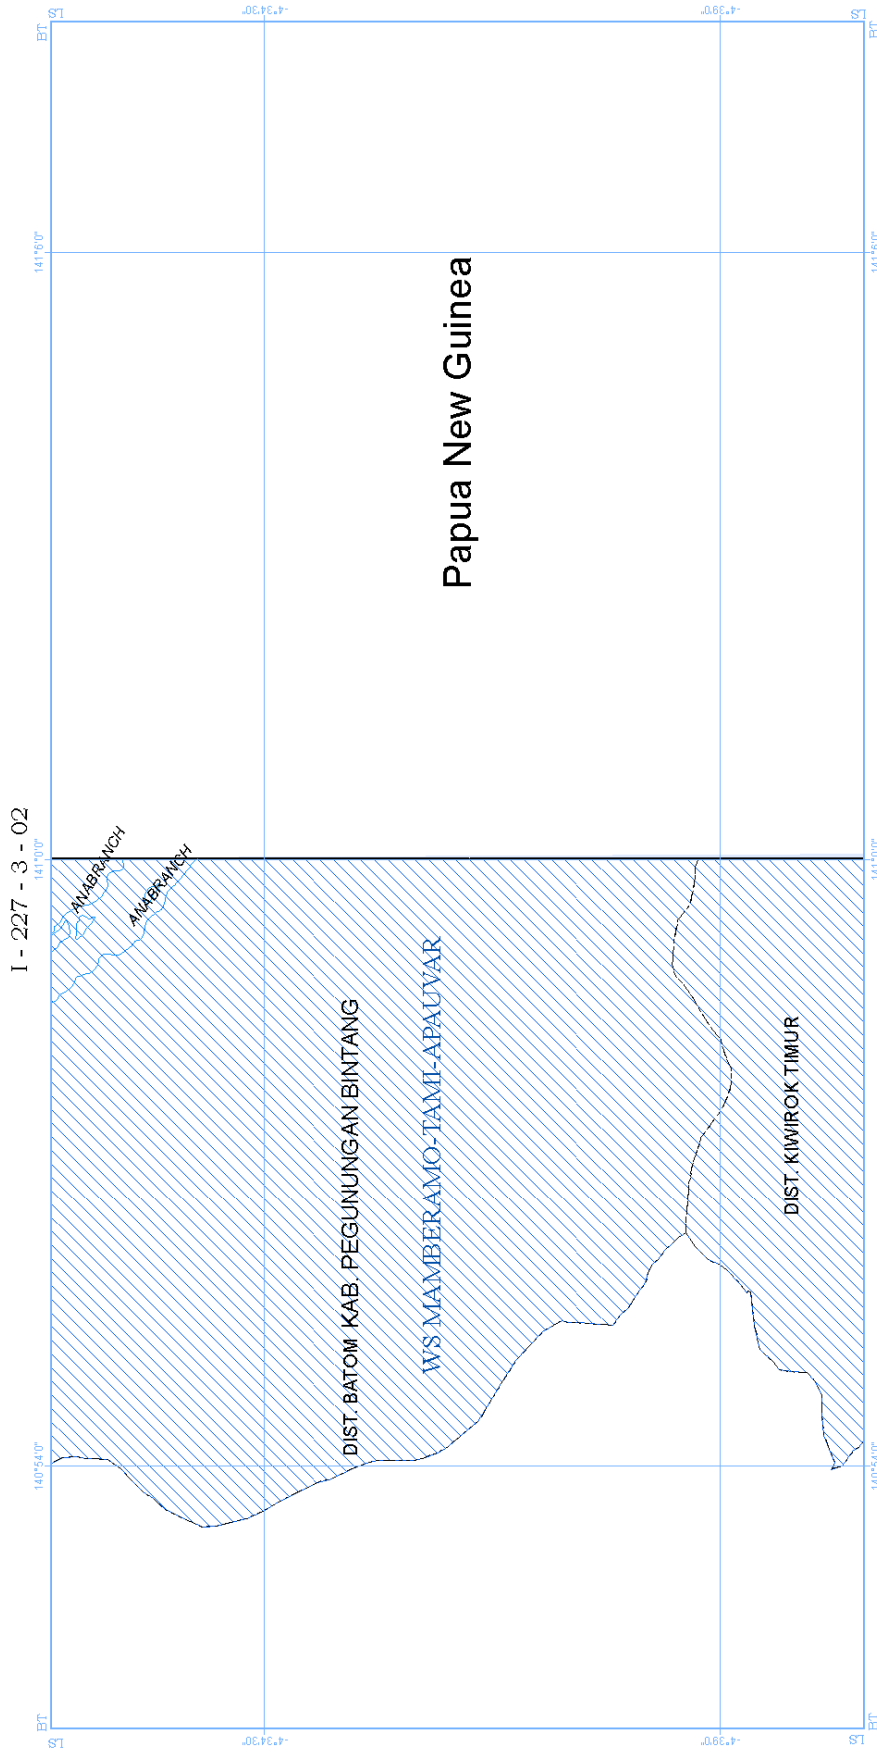 I - 227 - 3 - 02
BT
LS
140°54'0"
141°0'0"
141°6'0"
BT
LS
-4°34'30"
-4°34'30"
ANABRANCH
ANABRANCH
DIST. BATOM KAB. PEGUNUNGAN BINTANG
WS MAMBERAMO-TAMI-APAUVAR
Papua New Guinea
-4°39'0"
-4°39'0"
DIST. KIWIROK TIMUR
LS
BT
140°54'0"
141°0'0"
141°6'0"
LS
BT